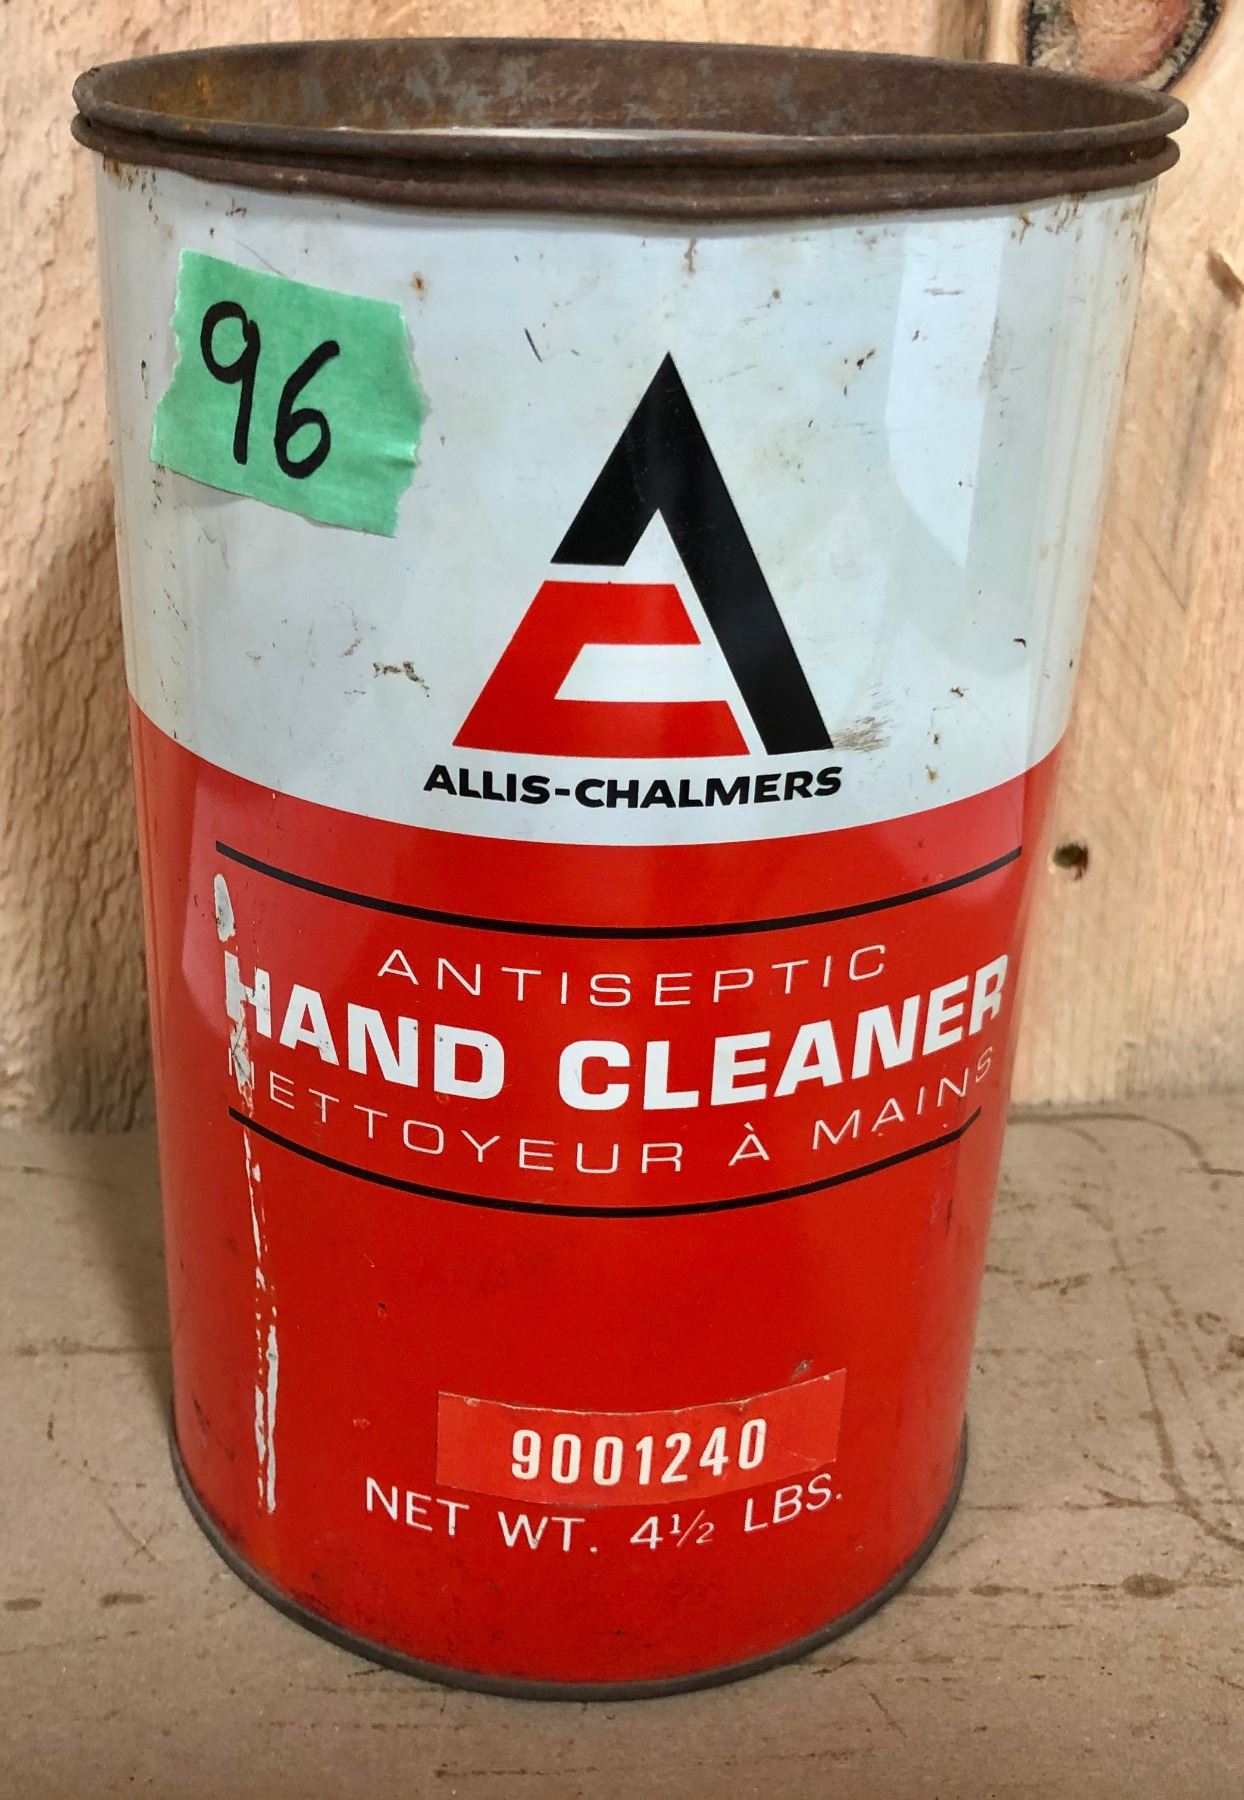 96
ALLIS-CHALMERS
ANTISEPTIC
HAND CLEANER
NETTOYEUR À MAINS
9001240
NET WT. 4½ LBS.